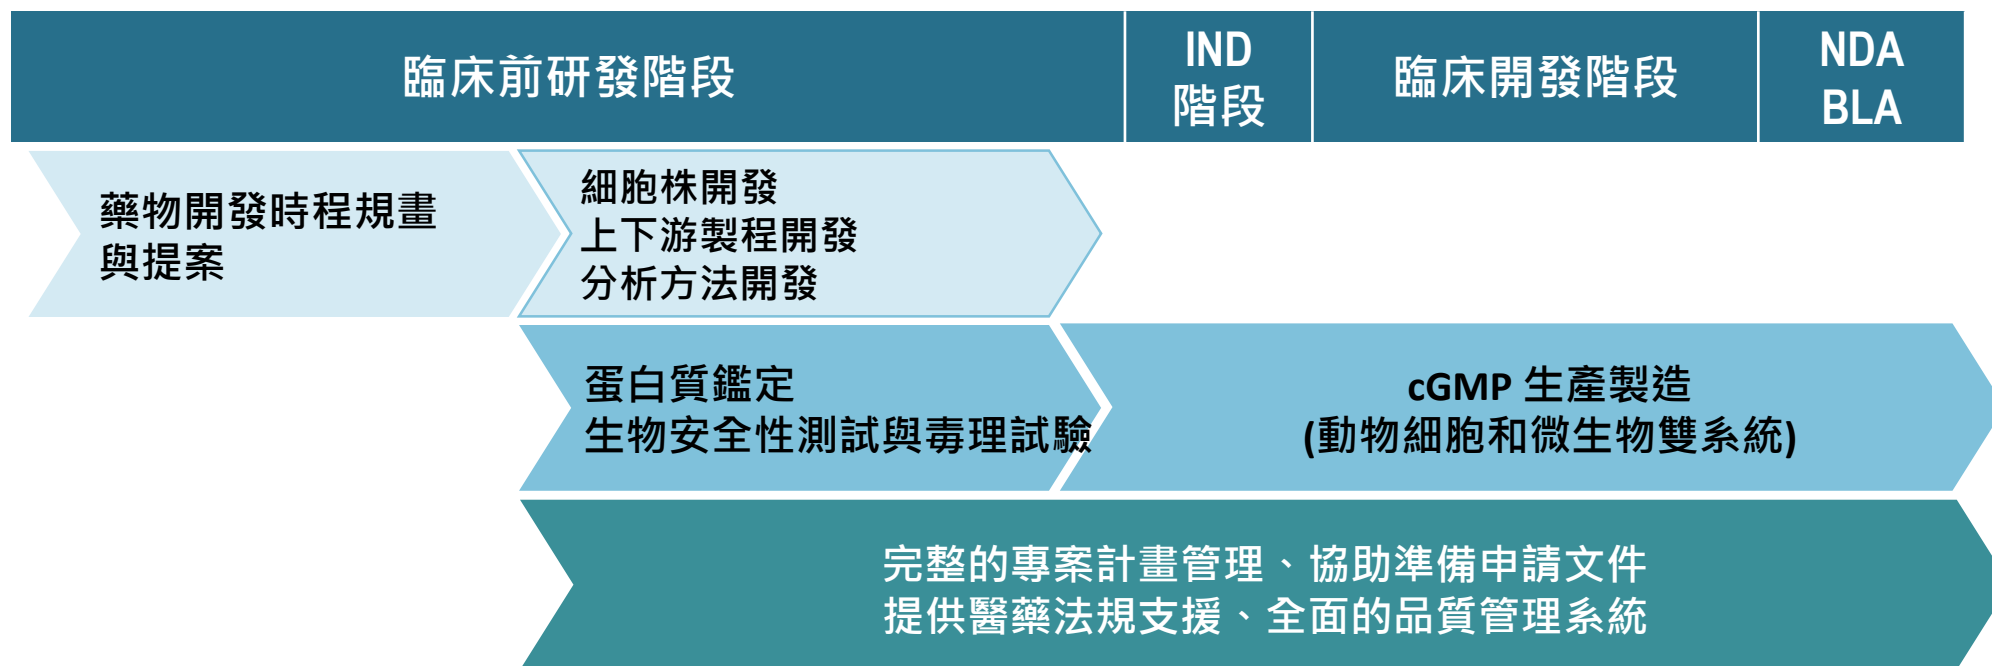 臨床前研發階段
IND
階段
臨床開發階段
NDA
BLA
藥物開發時程規畫
與提案
細胞株開發
上下游製程開發
分析方法開發
蛋白質鑑定
生物安全性測試與毒理試驗
cGMP 生產製造
(動物細胞和微生物雙系統)
完整的專案計畫管理、協助準備申請文件
提供醫藥法規支援、全面的品質管理系統